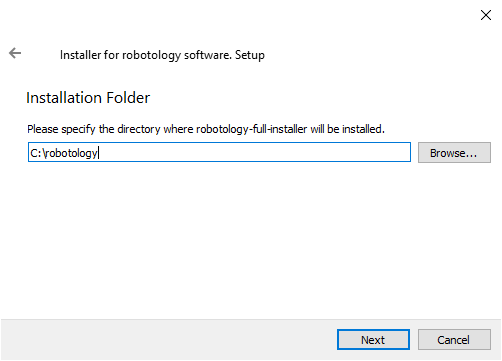 Installer for robotology software. Setup
Installation Folder
Please specify the directory where robotology-full-installer will be installed.
C:\robotology
Browse...
Next
Cancel